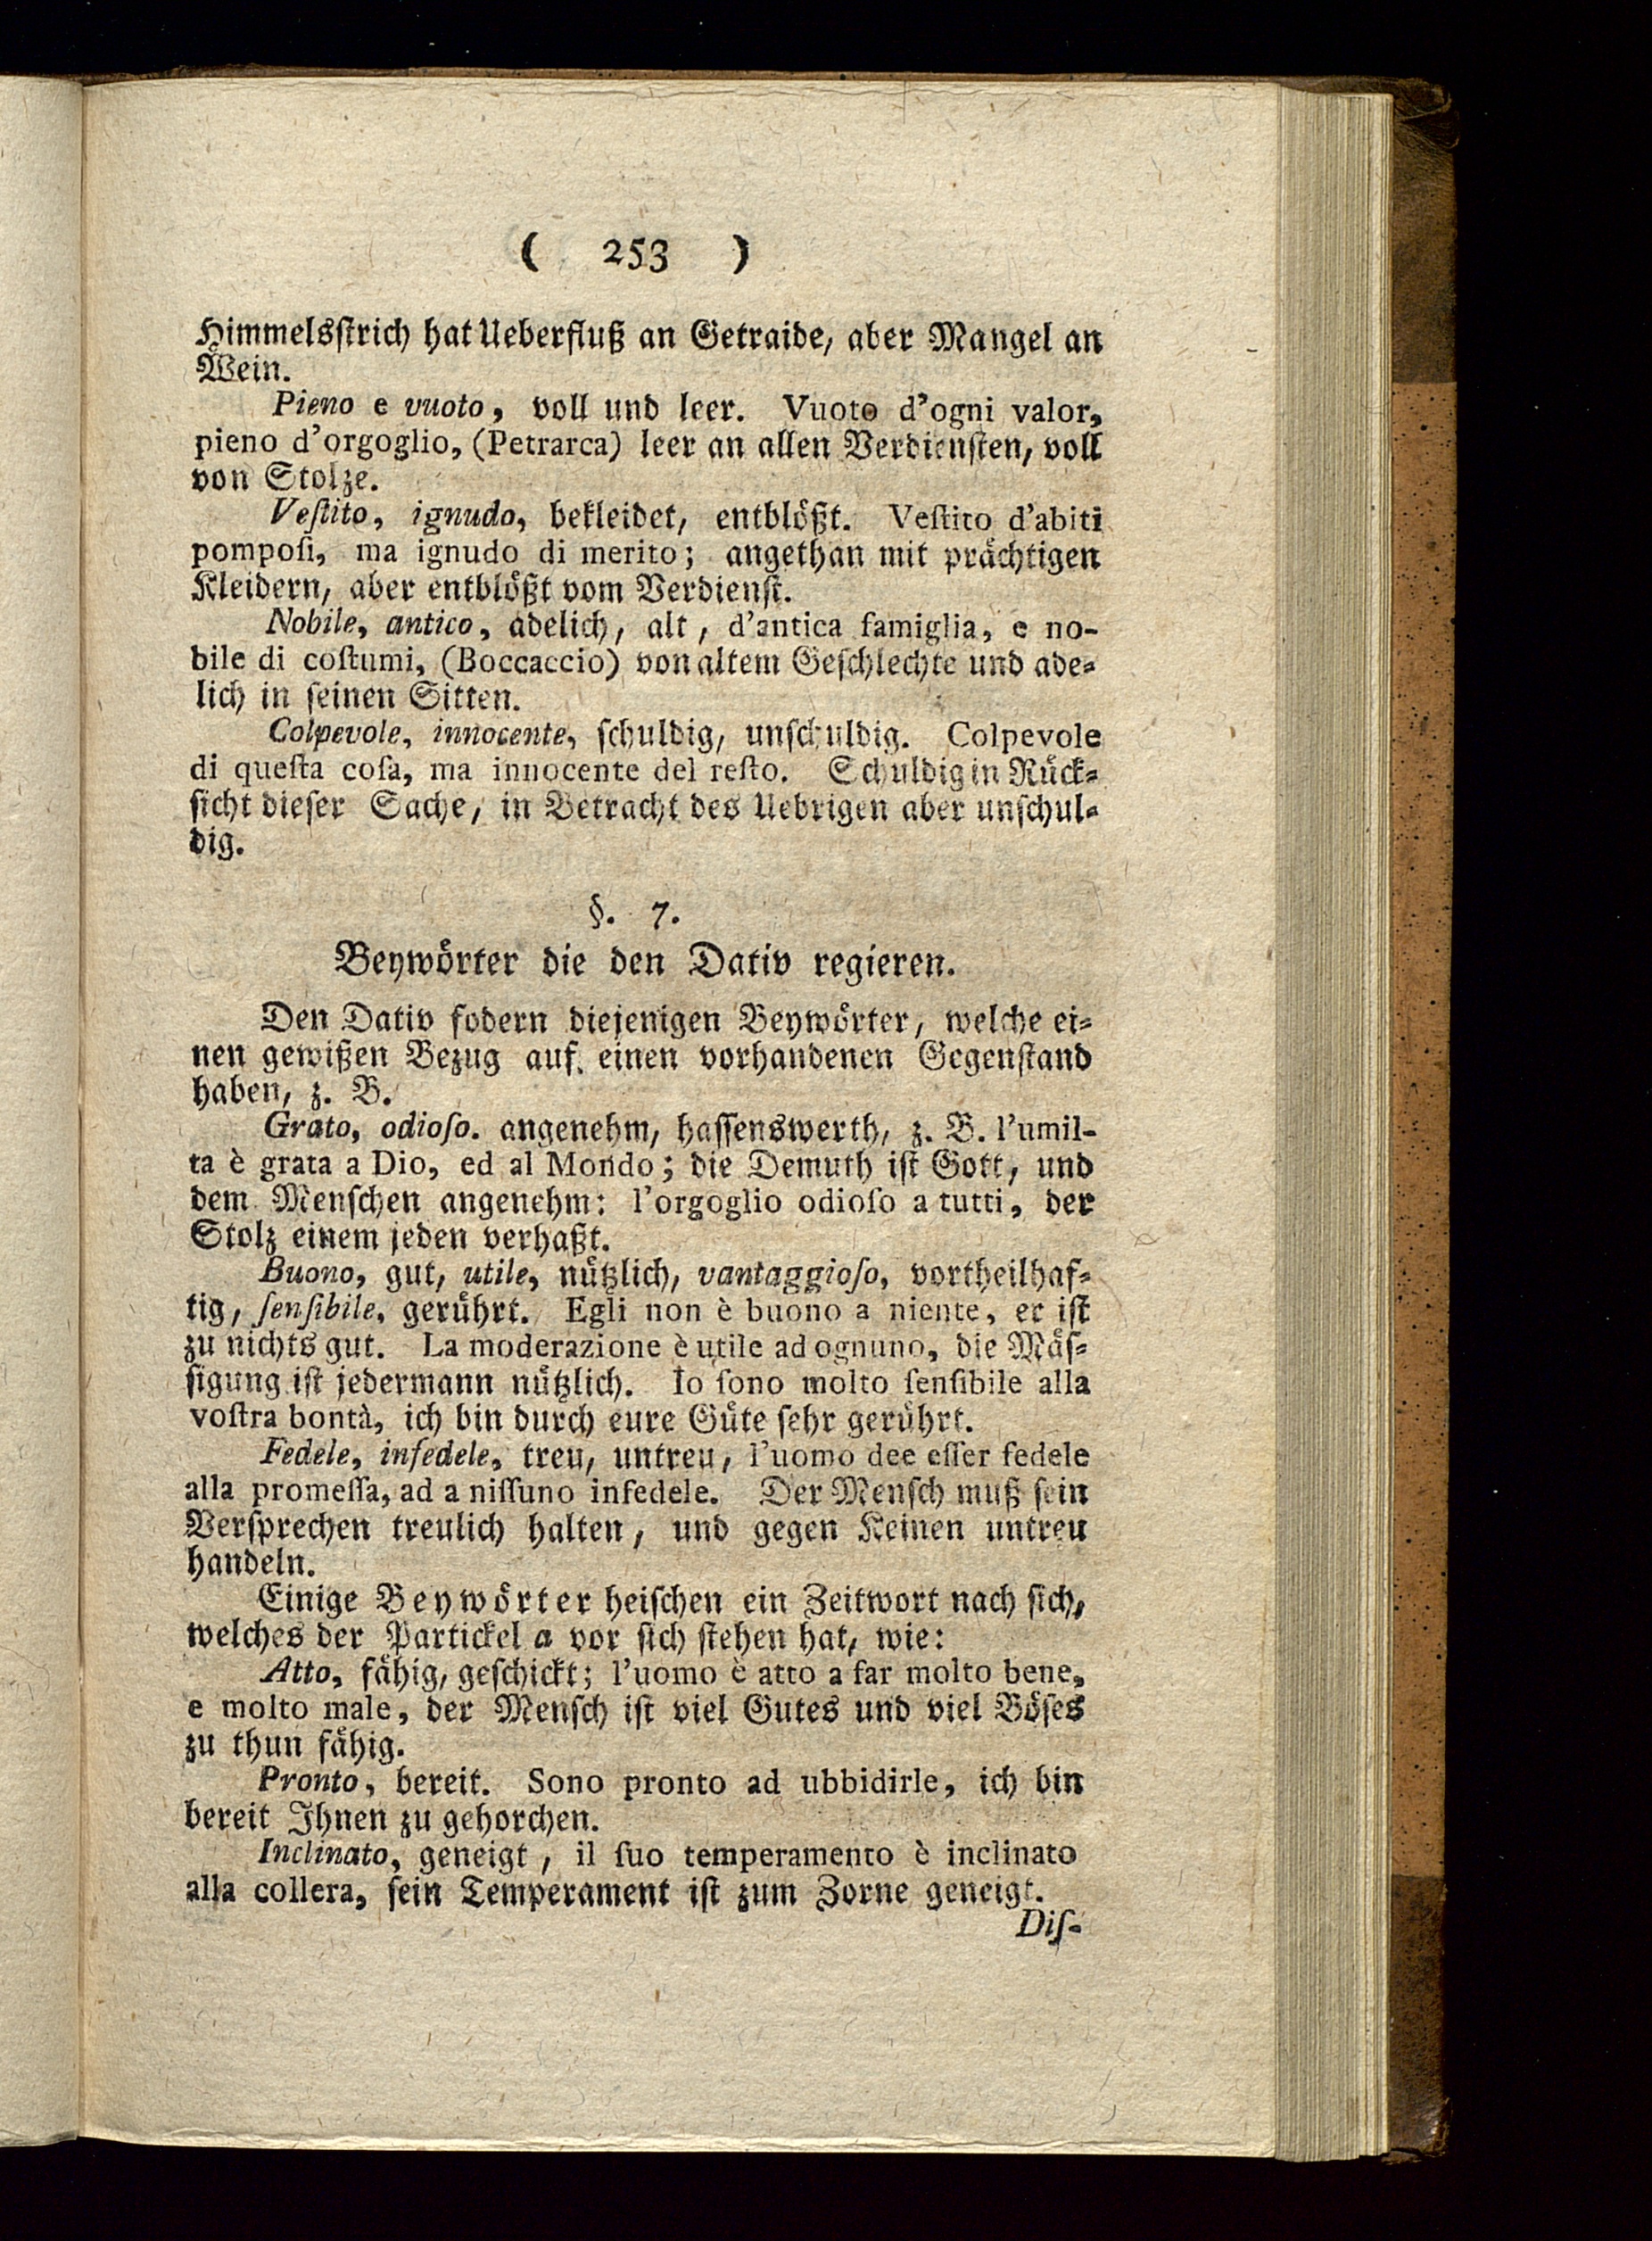 ( 253 )
Himmelsstrich hat Ueberfluß an Getraide, aber Mangel an
Wein.
Pieno e vuoto, voll und leer. Vuoto d'ogni valor,
pieno d'orgoglio, (Petrarca) leer an allen Verdiensten, voll
von Stolze.
Veſtito, ignudo, bekleidet, entblößt. Veſtito d'abiti
pompoſi, ma ignudo di merito; angethan mit prächtigen
Kleidern, aber entblößt vom Verdienst.
Nobile, antico, adelich, alt, d'antica famiglia, e no-
bile di coſtumi, (Boccaccio) von altem Geschlechte und ade-
lich in seinen Sitten.
Colpevole, innocente, schuldig, unschuldig. Colpevole
di queſta coſa, ma innocente del reſto. Schuldig in Rück-
sicht dieser Sache, in Betracht des Uebrigen aber unschul-
dig.
§. 7.
Beywörter die den Dativ regieren.
Den Dativ fodern diejenigen Beywörter, welche ei-
nen gewißen Bezug auf einen vorhandenen Gegenstand
haben, z. B.
Grato, odioſo. angenehm, hassenswerth, z. B. l'umil-
ta è grata a Dio, ed al Mondo; die Demuth ist Gott, und
dem Menschen angenehm: l'orgoglio odioſo a tutti, der
Stolz einem jeden verhaßt.
Buono, gut, utile, nützlich, vantaggioſo, vortheilhaf-
tig, ſenſibile, gerührt. Egli non è buono a niente, er ist
zu nichts gut. La moderazione è utile ad ognuno, die Mäs-
sigung ist jedermann nützlich. Io ſono molto ſenſibile alla
voſtra bontà, ich bin durch eure Güte sehr gerührt.
Fedele, infedele, treu, untreu, l'uomo dee eſſer fedele
alla promeſſa, ad a niſſuno infedele. Der Mensch muß sein
Versprechen treulich halten, und gegen Keinen untreu
handeln.
Einige Beywörter heischen ein Zeitwort nach sich,
welches der Partickel a vor sich stehen hat, wie:
Atto, fähig, geschickt; l'uomo è atto a far molto bene,
e molto male, der Mensch ist viel Gutes und viel Böses
zu thun fähig.
Pronto, bereit. Sono pronto ad ubbidirle, ich bin
bereit Ihnen zu gehorchen.
Inclinato, geneigt, il ſuo temperamento è inclinato
alla collera, sein Temperament ist zum Zorne geneigt.
Diſ-